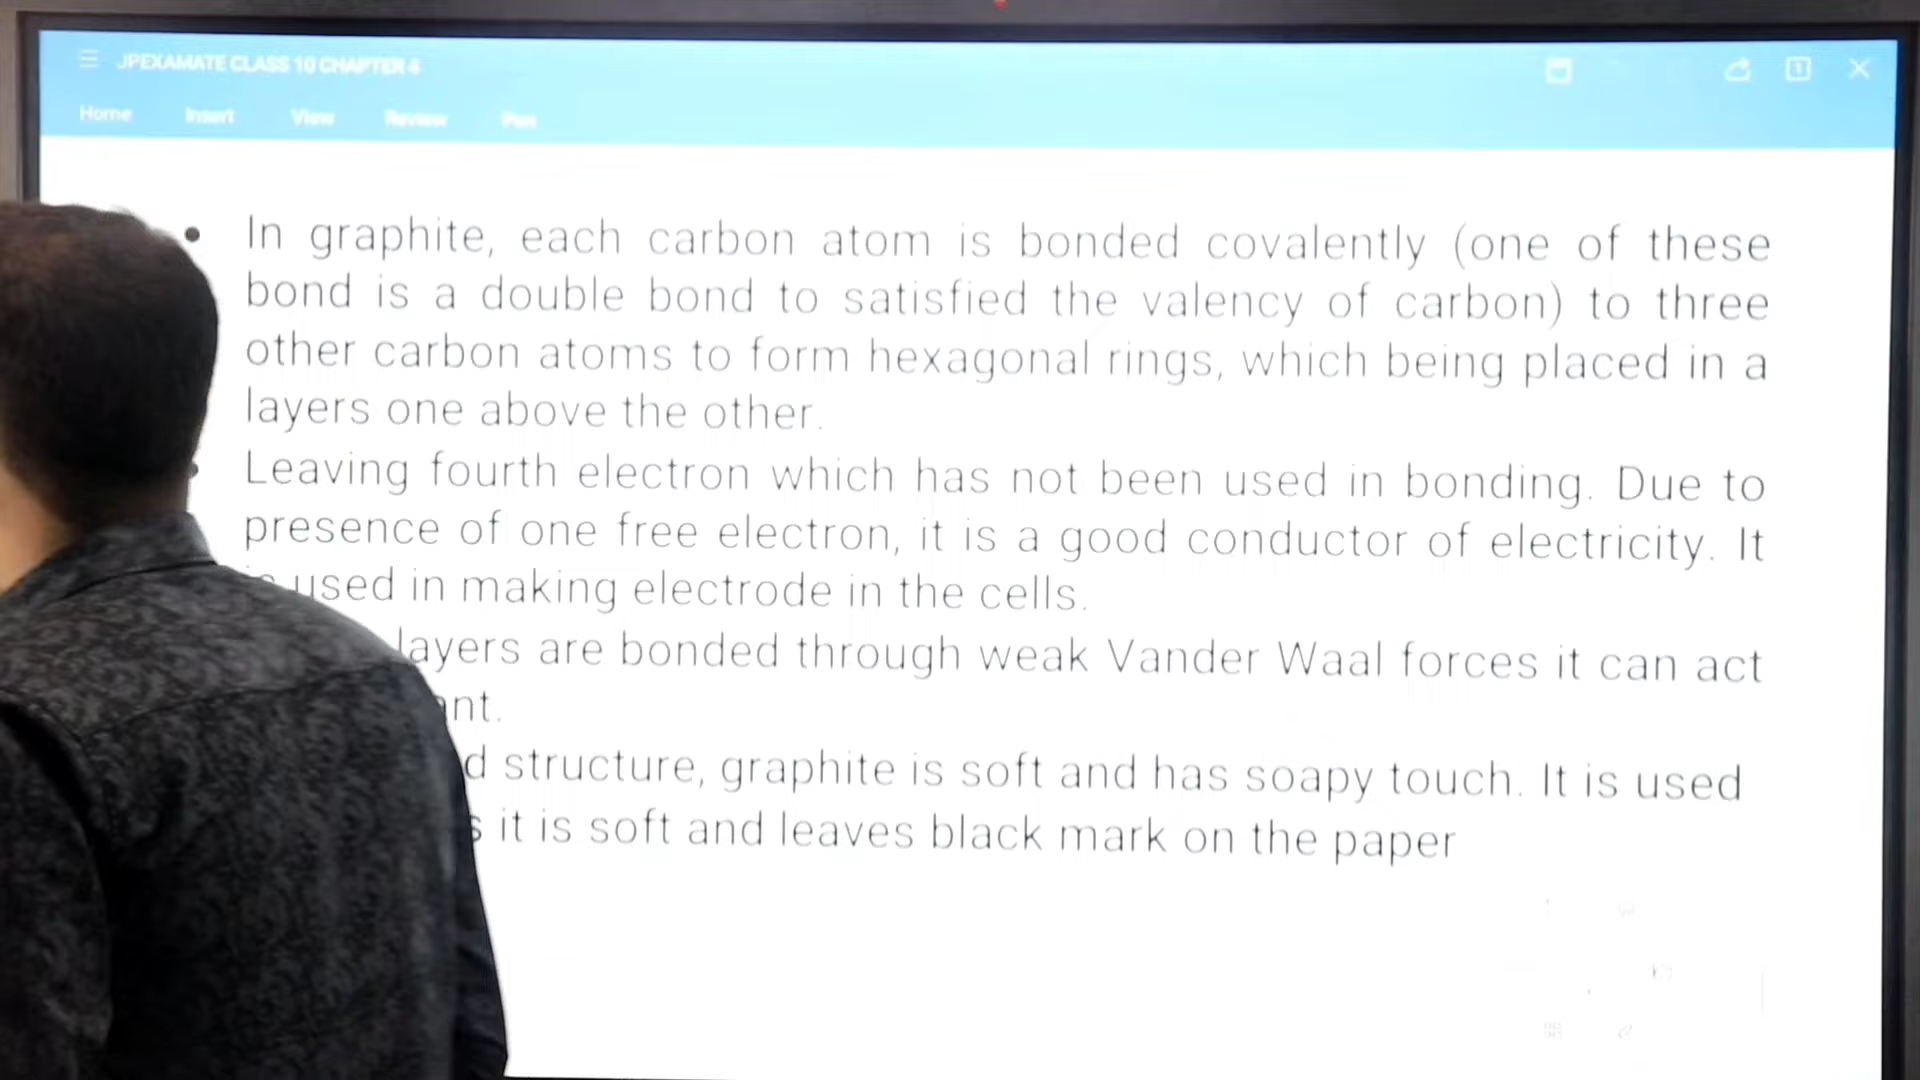 JPEXAMATE CLASS 10 CHAPTER 4
Home Insert View Review Pen
• In graphite, each carbon atom is bonded covalently (one of these
bond is a double bond to satisfied the valency of carbon) to three
other carbon atoms to form hexagonal rings, which being placed in a
layers one above the other.
• Leaving fourth electron which has not been used in bonding. Due to
presence of one free electron, it is a good conductor of electricity. It
used in making electrode in the cells.
layers are bonded through weak Vander Waal forces it can act
structure, graphite is soft and has soapy touch. It is used
it is soft and leaves black mark on the paper